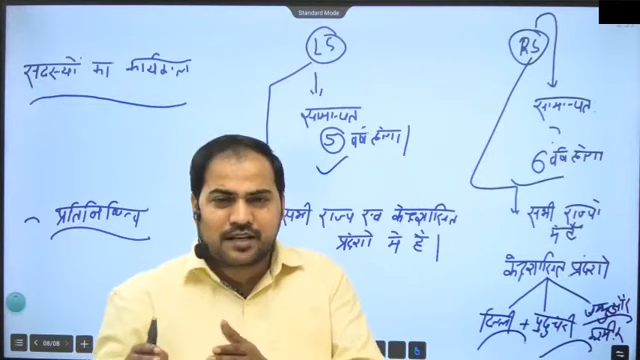 Standard Mode
LS
RS
सदस्यों का कार्यकाल
सामा-यत
5 वर्ष होगा|
सामा-यत
6 वर्ष होगा
प्रतिनिधित्व
सभी राज्य एवं केंद्रशासित
प्रदेशो मे है|
सभी राज्यो
में है
केंद्रशासित प्रदेशो
दिल्ली + पुदुचेरी
08/08